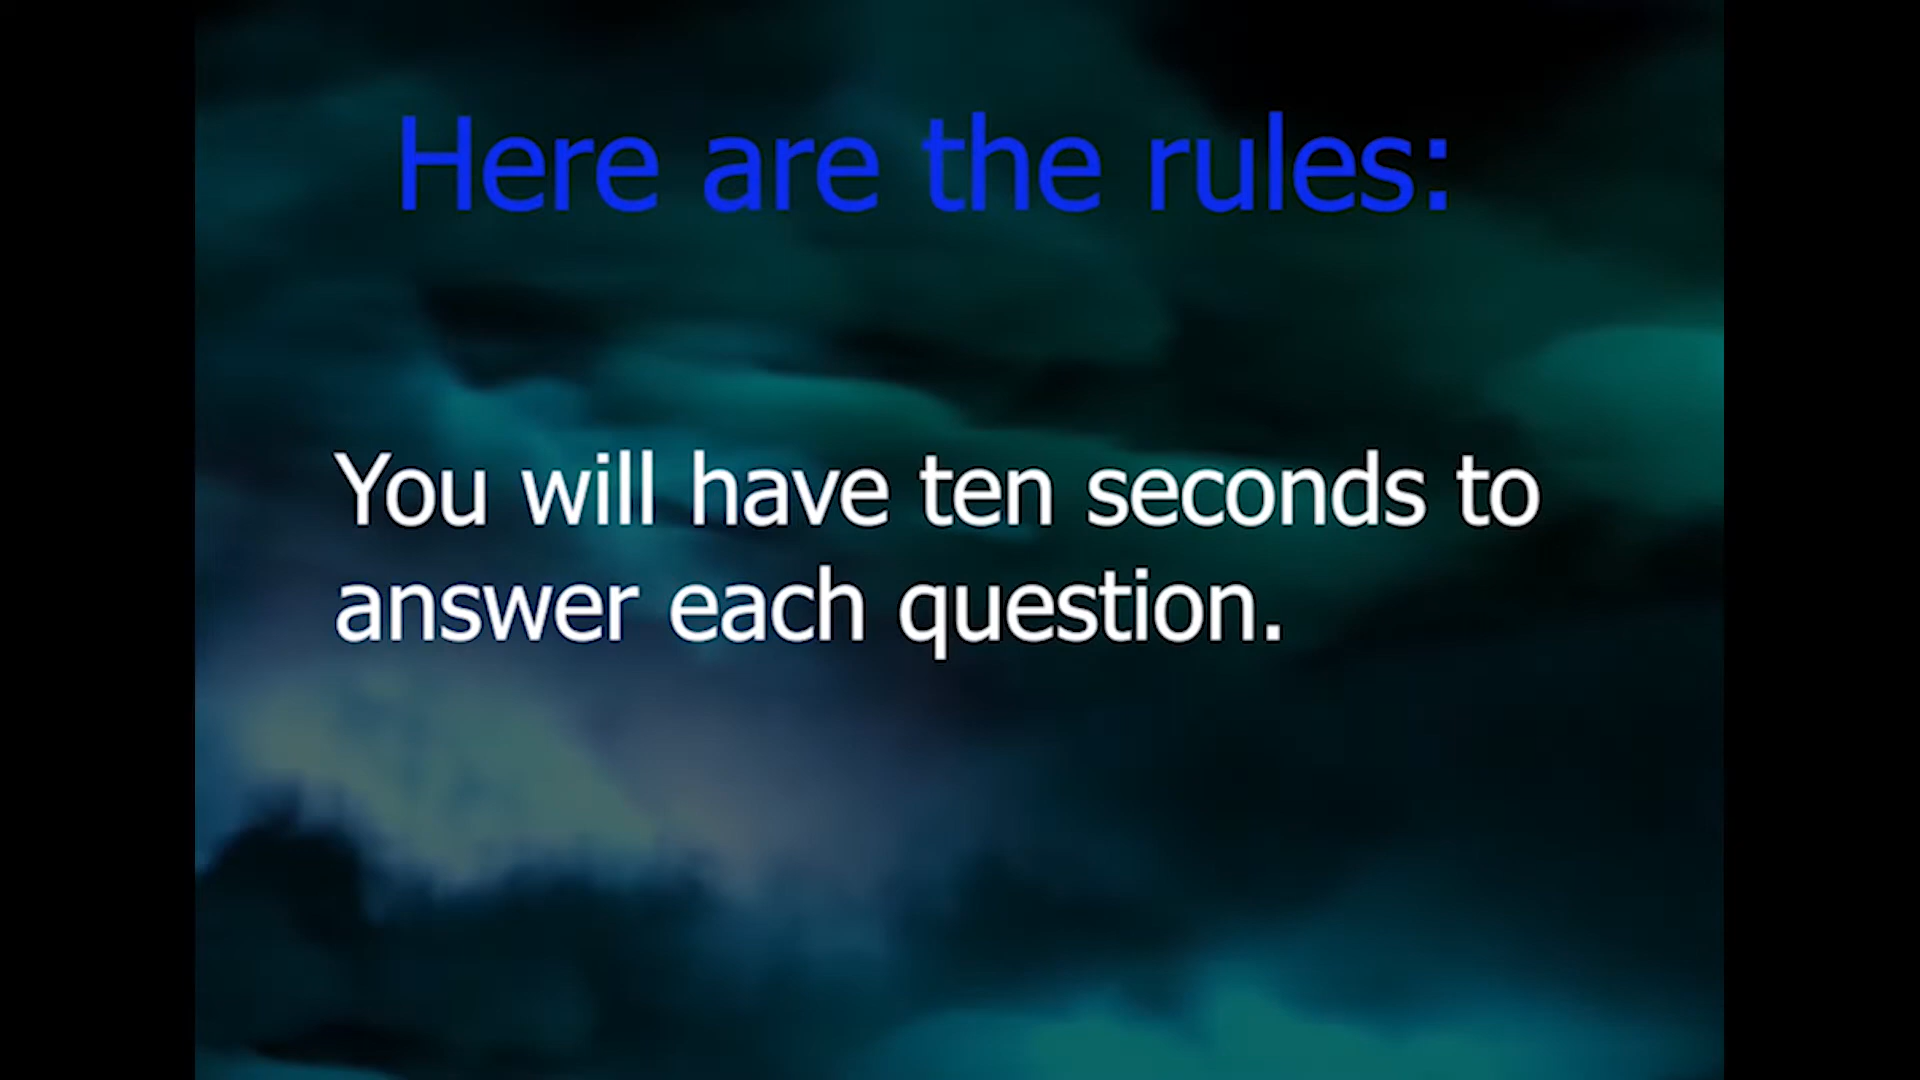 Here are the rules:
You will have ten seconds to
answer each question.